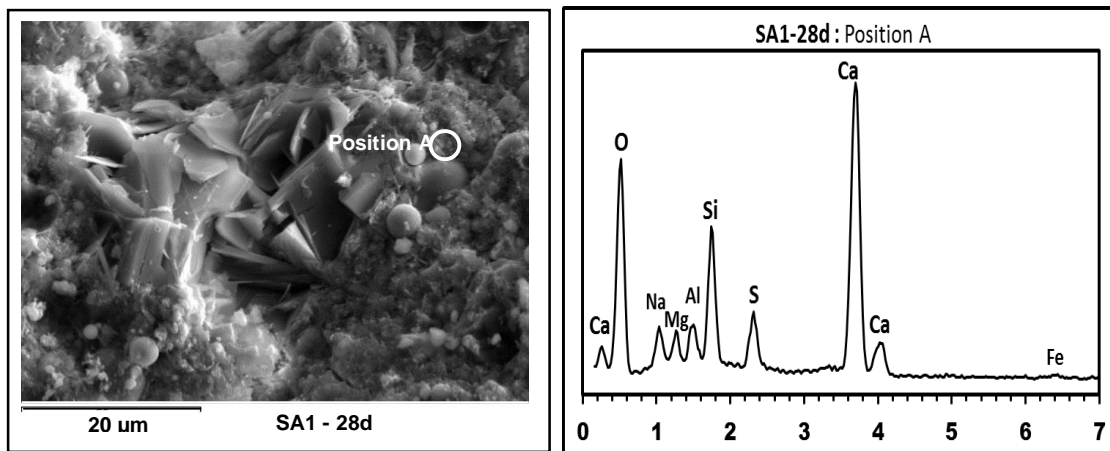 Position A
20 µm
SA1 - 28d
SA1-28d : Position A
Ca
O
Si
Na
Mg
Al
S
Ca
Ca
Fe
0 1 2 3 4 5 6 7